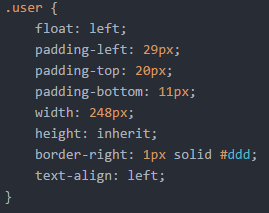 .user {
    float: left;
    padding-left: 29px;
    padding-top: 20px;
    padding-bottom: 11px;
    width: 248px;
    height: inherit;
    border-right: 1px solid #ddd;
    text-align: left;
}